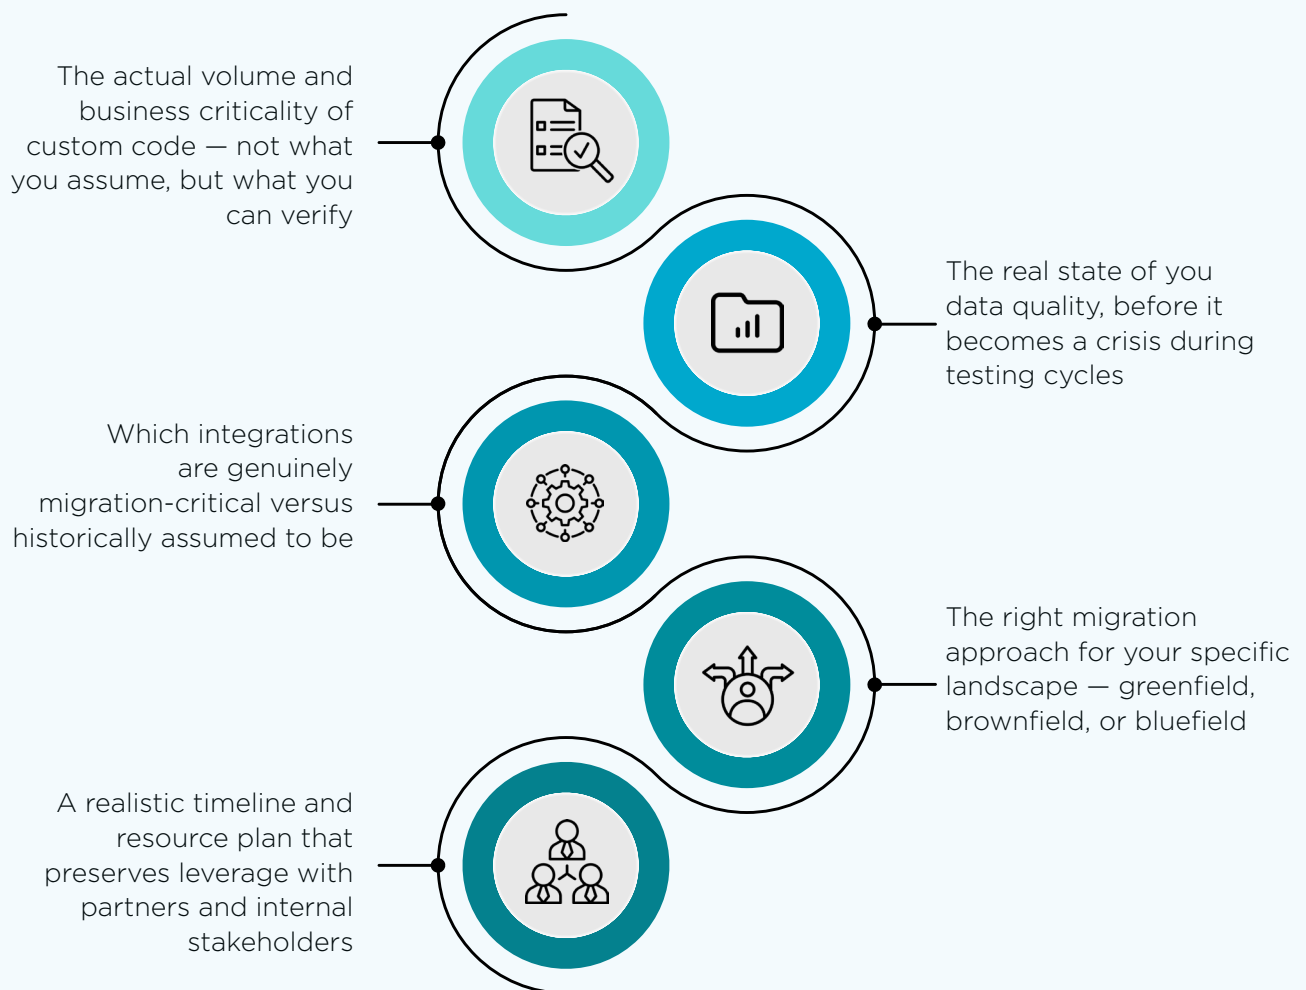 The actual volume and
business criticality of
custom code — not what
you assume, but what you
can verify
The real state of you
data quality, before it
becomes a crisis during
testing cycles
Which integrations
are genuinely
migration-critical versus
historically assumed to be
The right migration
approach for your specific
landscape — greenfield,
brownfield, or bluefield
A realistic timeline and
resource plan that
preserves leverage with
partners and internal
stakeholders